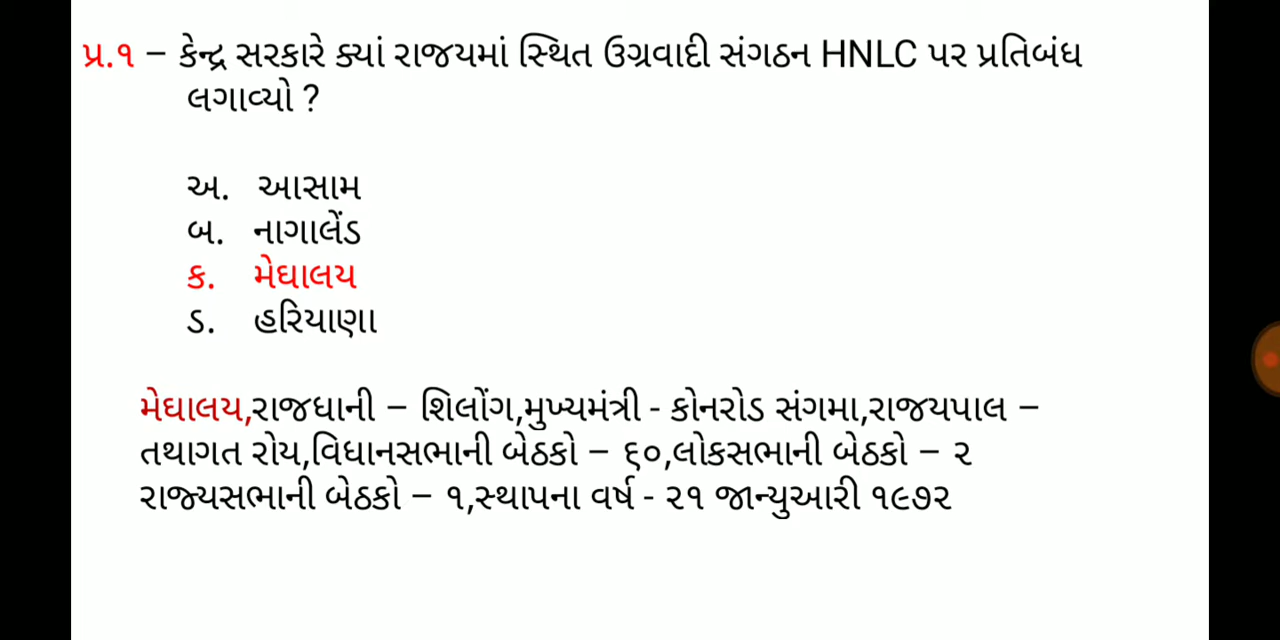 પ્ર.૧ – કેન્દ્ર સરકારે ક્યાં રાજયમાં સ્થિત ઉગ્રવાદી સંગઠન HNLC પર પ્રતિબંધ
લગાવ્યો ?
અ. આસામ
બ. નાગાલેંડ
ક. મેઘાલય
ડ. હરિયાણા
મેઘાલય,રાજધાની – શિલોંગ,મુખ્યમંત્રી - કોનરોડ સંગમા,રાજયપાલ –
તથાગત રોય,વિધાનસભાની બેઠકો – ૬૦,લોકસભાની બેઠકો – ૨
રાજ્યસભાની બેઠકો – ૧,સ્થાપના વર્ષ - ૨૧ જાન્યુઆરી ૧૯૭૨